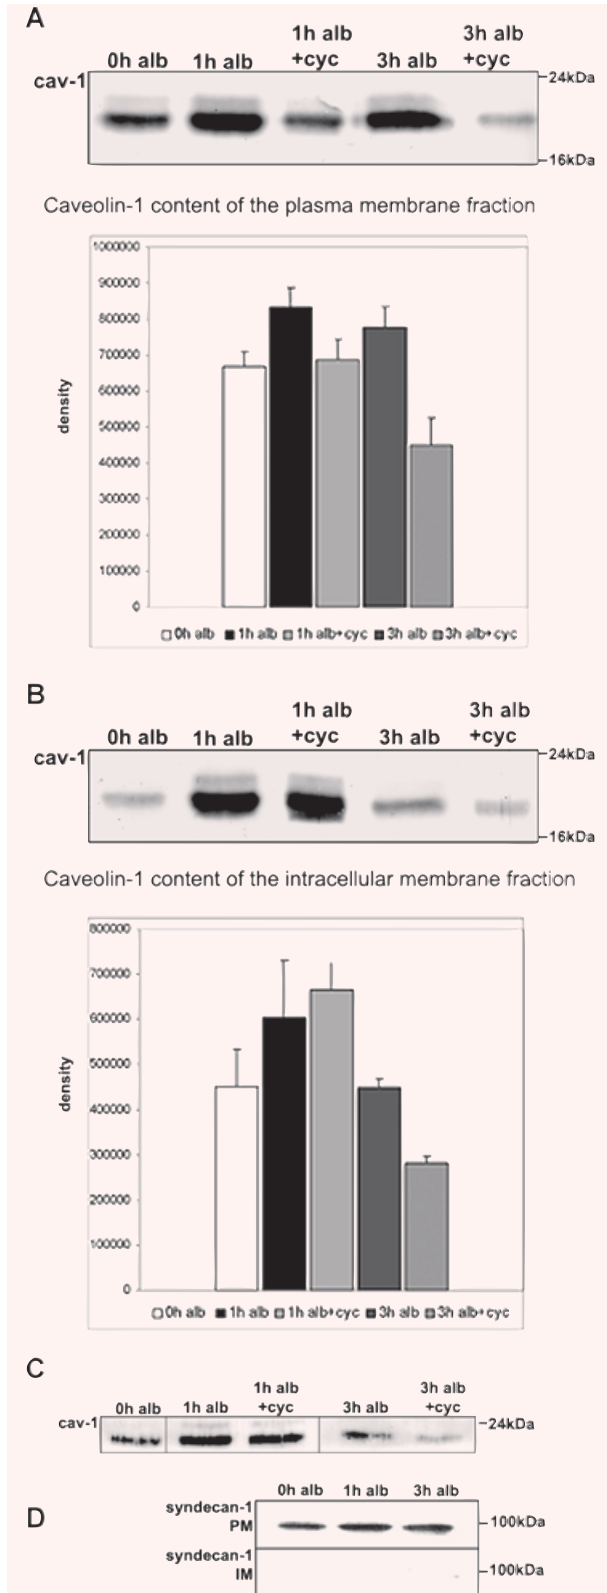 A
0h alb 1h alb 1h alb +cyc 3h alb 3h alb +cyc
cav-1
24kDa
16kDa
Caveolin-1 content of the plasma membrane fraction
1000000
900000
800000
700000
600000
500000
400000
300000
200000
100000
0
density
0h alb 1h alb 1h alb+cyc 3h alb 3h alb+cyc
B
0h alb 1h alb 1h alb +cyc 3h alb 3h alb +cyc
cav-1
24kDa
16kDa
Caveolin-1 content of the intracellular membrane fraction
800000
700000
600000
500000
400000
300000
200000
100000
0
density
0h alb 1h alb 1h alb+cyc 3h alb 3h alb+cyc
C
0h alb 1h alb 1h alb +cyc 3h alb 3h alb +cyc
cav-1
24kDa
D
0h alb 1h alb 3h alb
syndecan-1
PM
100kDa
syndecan-1
IM
100kDa